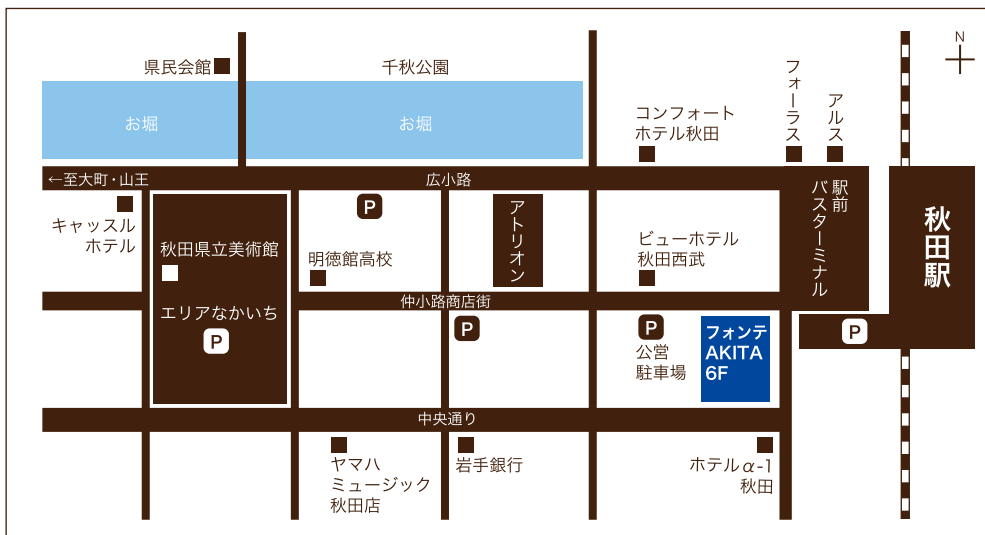 N
県民会館
千秋公園
お堀
お堀
コンフォート
ホテル秋田
フォーラス
アルス
←至大町・山王
広小路
駅前
バスターミナル
秋田駅
キャッスル
ホテル
秋田県立美術館
エリアなかいち
P
P
明徳館高校
アトリオン
ビューホテル
秋田西武
仲小路商店街
P
P
公営
駐車場
フォンテ
AKITA
6F
P
中央通り
ヤマハ
ミュージック
秋田店
岩手銀行
ホテルα-1
秋田